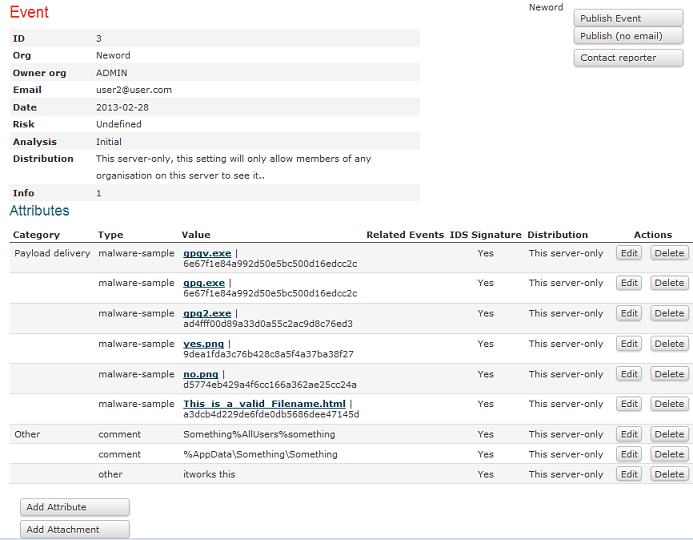 Event
Neword
Publish Event
Publish (no email)
Contact reporter
ID 3
Org Neword
Owner org ADMIN
Email user2@user.com
Date 2013-02-28
Risk Undefined
Analysis Initial
Distribution This server-only, this setting will only allow members of any
organisation on this server to see it..
Info 1
Attributes
Category Type Value Related Events IDS Signature Distribution Actions
Payload delivery malware-sample gpgv.exe | Yes This server-only Edit Delete
6e67f1e84a992d50e5bc500d16edcc2c
malware-sample gpg.exe | Yes This server-only Edit Delete
6e67f1e84a992d50e5bc500d16edcc2c
malware-sample gpg2.exe | Yes This server-only Edit Delete
ad4fff00d89a33d0a55c2ac9d8c76ed3
malware-sample yes.png | Yes This server-only Edit Delete
9dea1fda3c76b428c8a5f4a37ba38f27
malware-sample no.png | Yes This server-only Edit Delete
d5774eb429a4f6cc166a362ae25cc24a
malware-sample This_is_a_valid_Filename.html | Yes This server-only Edit Delete
a3dcb4d229de6fde0db5686dee47145d
Other comment Something%AllUsers%something Yes This server-only Edit Delete
comment %AppData\Something\Something Yes This server-only Edit Delete
other itworks this Yes This server-only Edit Delete
Add Attribute
Add Attachment